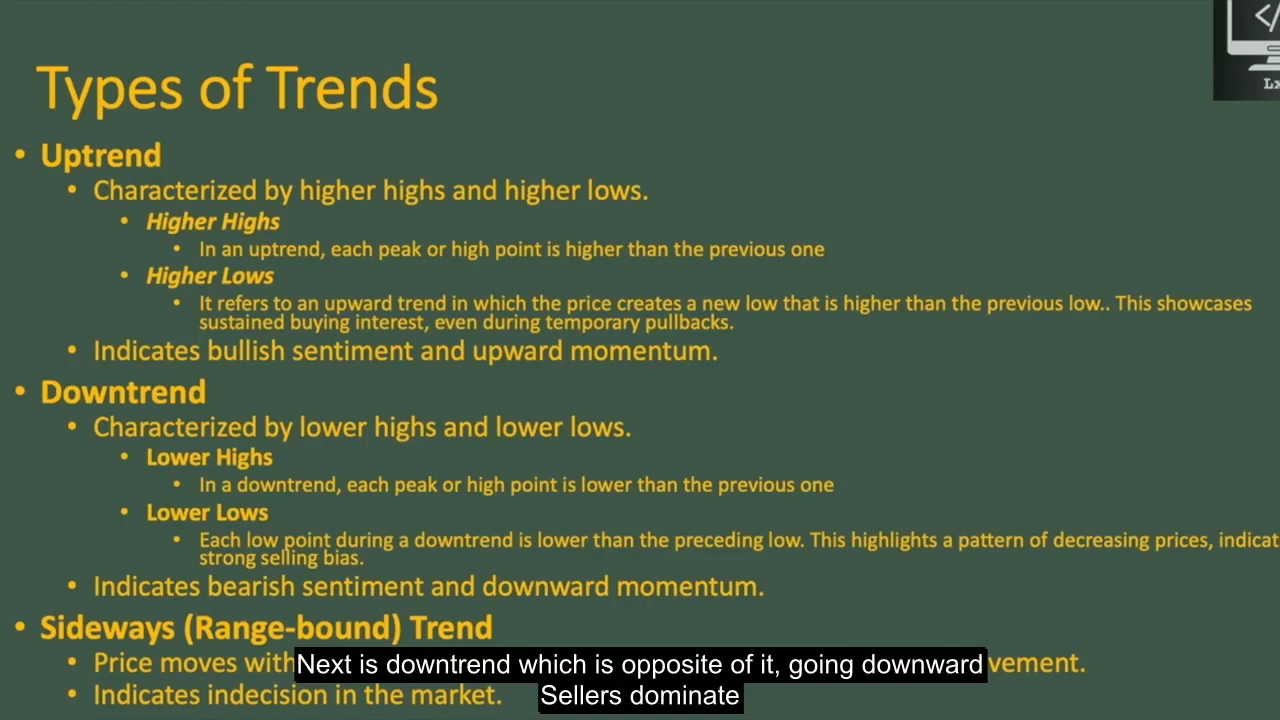 </
Lx
Types of Trends
• Uptrend
• Characterized by higher highs and higher lows.
• Higher Highs
• In an uptrend, each peak or high point is higher than the previous one
• Higher Lows
• It refers to an upward trend in which the price creates a new low that is higher than the previous low.. This showcases
sustained buying interest, even during temporary pullbacks.
• Indicates bullish sentiment and upward momentum.
• Downtrend
• Characterized by lower highs and lower lows.
• Lower Highs
• In a downtrend, each peak or high point is lower than the previous one
• Lower Lows
• Each low point during a downtrend is lower than the preceding low. This highlights a pattern of decreasing prices, indicat
strong selling bias.
• Indicates bearish sentiment and downward momentum.
• Sideways (Range-bound) Trend
• Price moves with
vement.
• Indicates indecision in the market.
Next is downtrend which is opposite of it, going downward
Sellers dominate